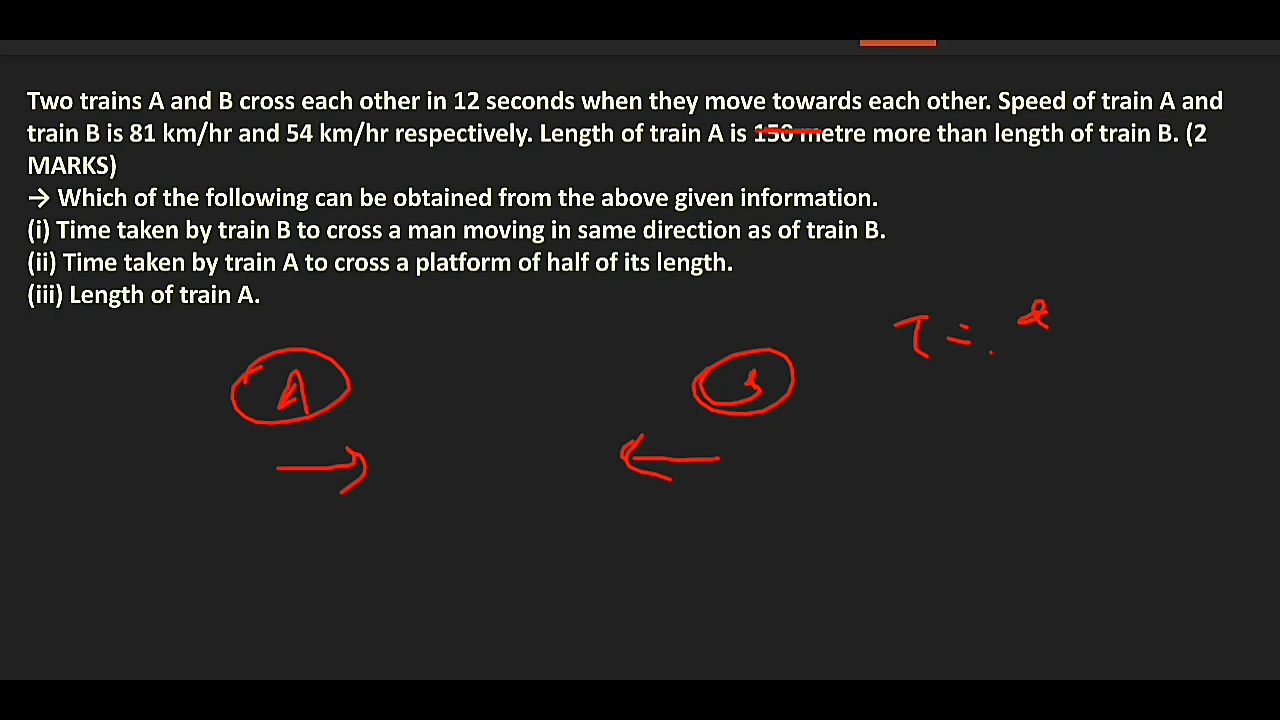 Two trains A and B cross each other in 12 seconds when they move towards each other. Speed of train A and
train B is 81 km/hr and 54 km/hr respectively. Length of train A is 150 metre more than length of train B. (2
MARKS)
→ Which of the following can be obtained from the above given information.
(i) Time taken by train B to cross a man moving in same direction as of train B.
(ii) Time taken by train A to cross a platform of half of its length.
(iii) Length of train A.
T =
A
B